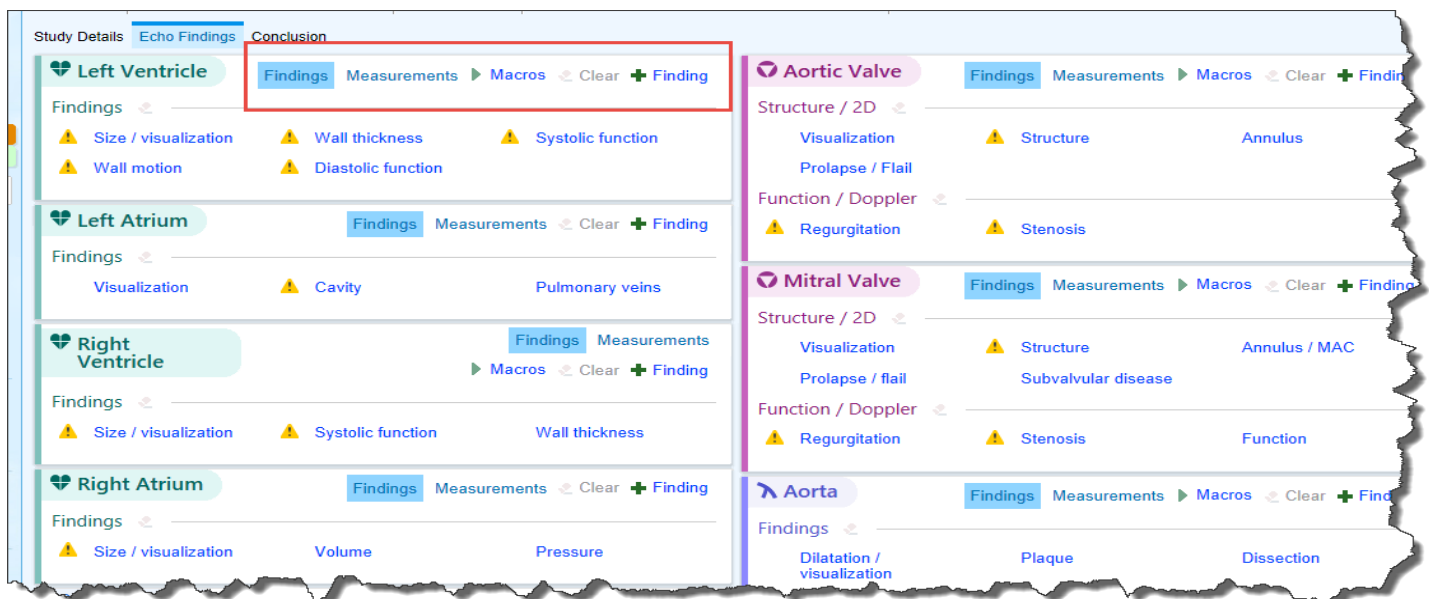 Study Details Echo Findings Conclusion
Left Ventricle Findings Measurements Macros Clear Finding
Findings
Size / visualization Wall thickness Systolic function
Wall motion Diastolic function
Left Atrium Findings Measurements Clear Finding
Findings
Visualization Cavity Pulmonary veins
Right Ventricle
Findings Measurements
Macros Clear Finding
Findings
Size / visualization Systolic function Wall thickness
Right Atrium Findings Measurements Clear Finding
Findings
Size / visualization Volume Pressure
Aortic Valve Findings Measurements Macros Clear Findin
Structure / 2D
Visualization Structure Annulus
Prolapse / Flail
Function / Doppler
Regurgitation Stenosis
Mitral Valve Findings Measurements Macros Clear Finding
Structure / 2D
Visualization Structure Annulus / MAC
Prolapse / flail Subvalvular disease
Function / Doppler
Regurgitation Stenosis Function
Aorta Findings Measurements Macros Clear Find
Findings
Dilatation / Plaque Dissection
visualization